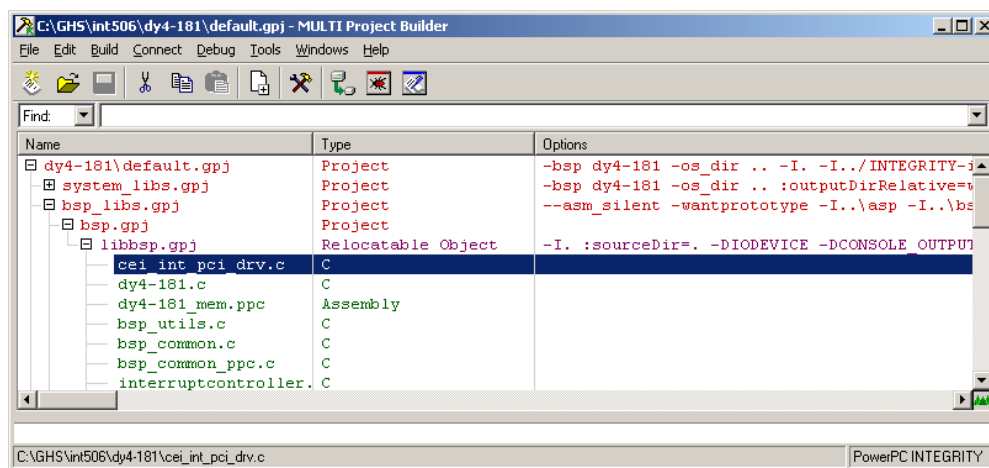 C:\GHS\int506\dy4-181\default.gpj - MULTI Project Builder
File Edit Build Connect Debug Tools Windows Help
Find:
Name Type Options
dy4-181\default.gpj Project -bsp dy4-181 -os_dir .. -I. -I../INTEGRITY-i
system_libs.gpj Project -bsp dy4-181 -os_dir .. :outputDirRelative=w
bsp_libs.gpj Project --asm_silent -wantprototype -I..\asp -I..\bs
bsp.gpj Project
libbsp.gpj Relocatable Object -I. :sourceDir=. -DIODEVICE -DCONSOLE_OUTPUT
cei_int_pci_drv.c C
dy4-181.c C
dy4-181_mem.ppc Assembly
bsp_utils.c C
bsp_common.c C
bsp_common_ppc.c C
interruptcontroller. C
C:\GHS\int506\dy4-181\cei_int_pci_drv.c PowerPC INTEGRITY